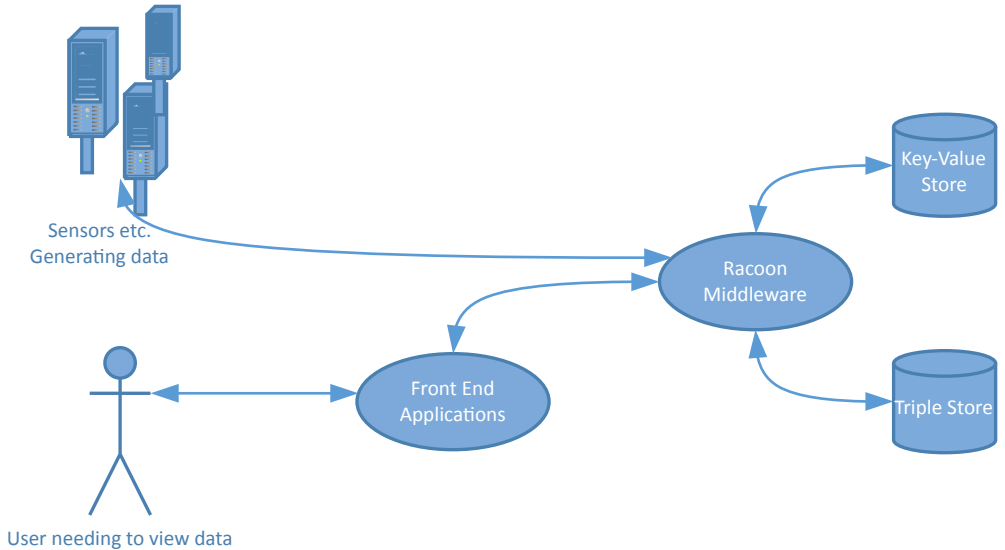 Sensors etc.
Generating data
Key-Value
Store
Racoon
Middleware
Front End
Applications
Triple Store
User needing to view data